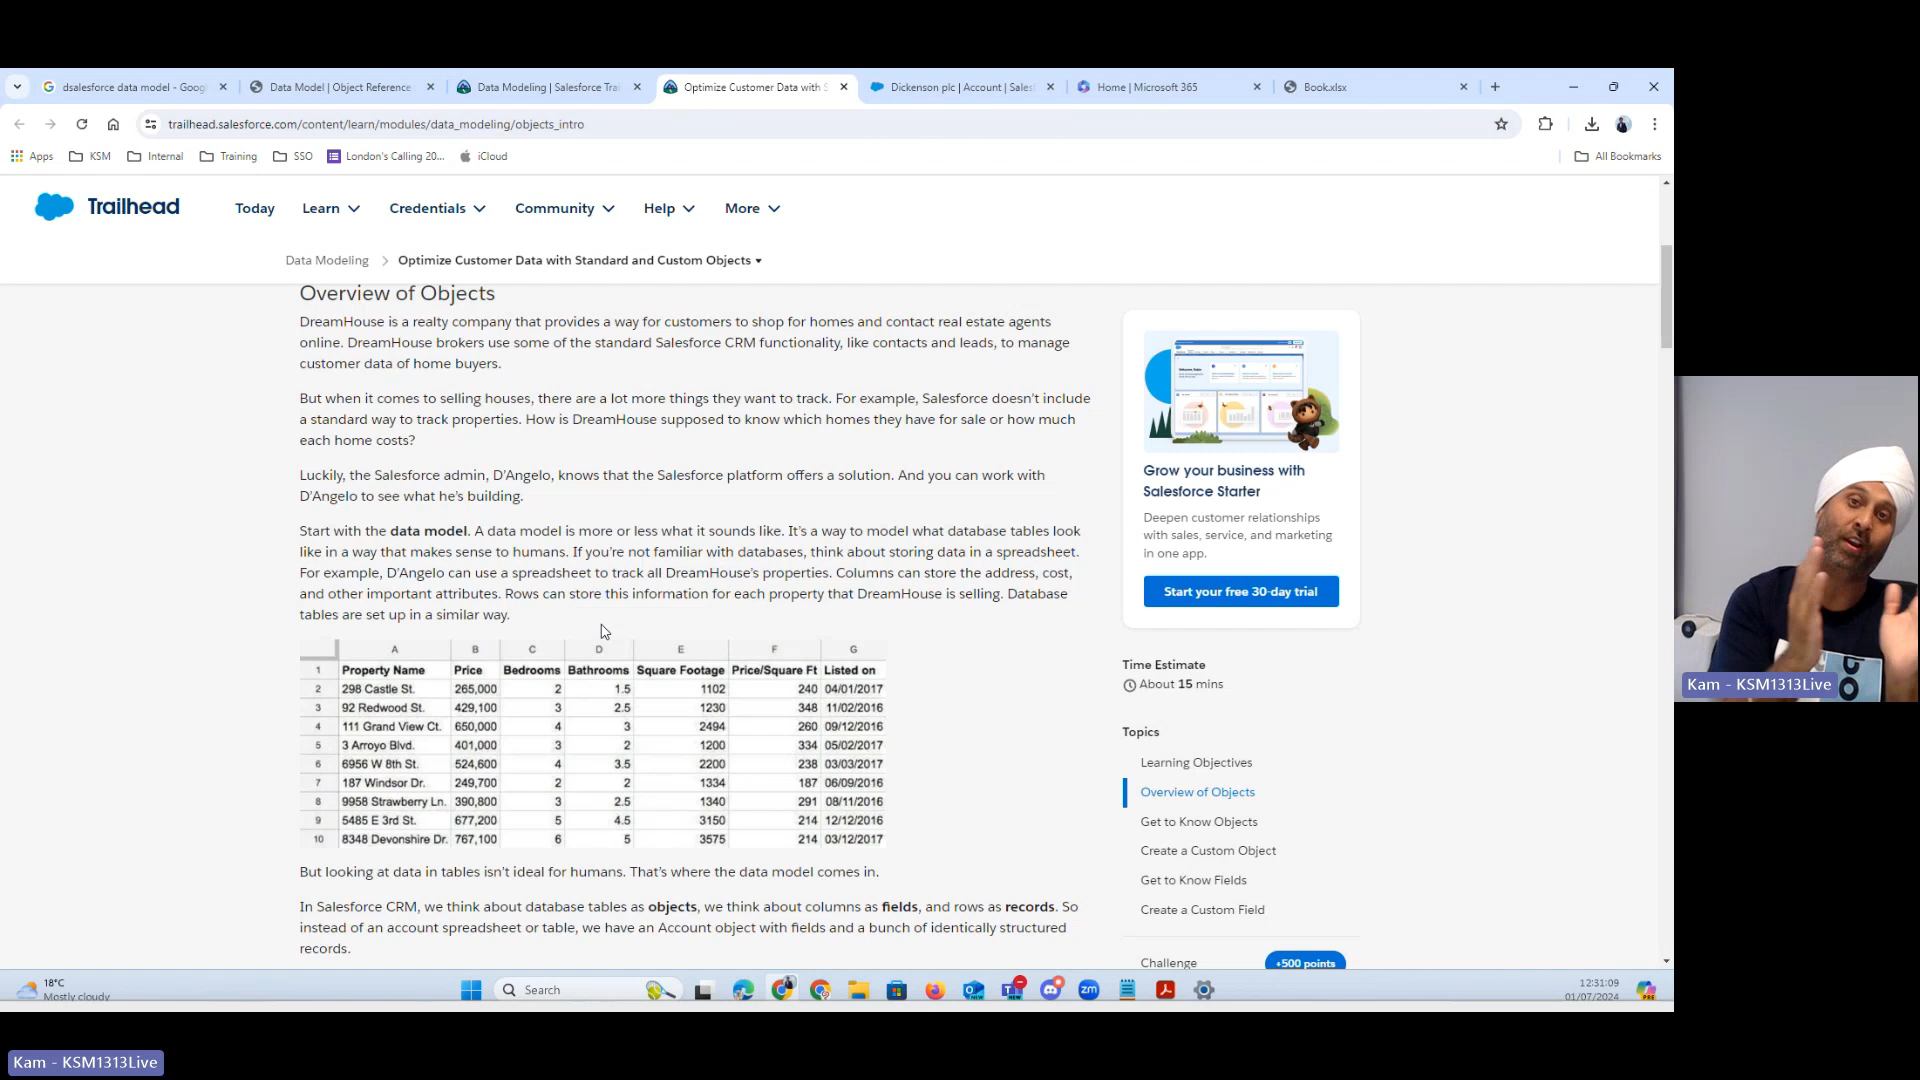 dsalesforce data model - Goog
Data Model | Object Reference
Data Modeling | Salesforce Trai
Optimize Customer Data with S
Dickenson plc | Account | Sales
Home | Microsoft 365
Book.xlsx
trailhead.salesforce.com/content/learn/modules/data_modeling/objects_intro
Apps KSM Internal Training SSO London's Calling 20... iCloud All Bookmarks
Trailhead Today Learn Credentials Community Help More
Data Modeling > Optimize Customer Data with Standard and Custom Objects
Overview of Objects
DreamHouse is a realty company that provides a way for customers to shop for homes and contact real estate agents
online. DreamHouse brokers use some of the standard Salesforce CRM functionality, like contacts and leads, to manage
customer data of home buyers.
But when it comes to selling houses, there are a lot more things they want to track. For example, Salesforce doesn't include
a standard way to track properties. How is DreamHouse supposed to know which homes they have for sale or how much
each home costs?
Luckily, the Salesforce admin, D'Angelo, knows that the Salesforce platform offers a solution. And you can work with
D'Angelo to see what he's building.
Start with the data model. A data model is more or less what it sounds like. It's a way to model what database tables look
like in a way that makes sense to humans. If you're not familiar with databases, think about storing data in a spreadsheet.
For example, D'Angelo can use a spreadsheet to track all DreamHouse's properties. Columns can store the address, cost,
and other important attributes. Rows can store this information for each property that DreamHouse is selling. Database
tables are set up in a similar way.
A B C D E F G
1 Property Name Price Bedrooms Bathrooms Square Footage Price/Square Ft Listed on
2 298 Castle St. 265,000 2 1.5 1102 240 04/01/2017
3 92 Redwood St. 429,100 3 2.5 1230 348 11/02/2016
4 111 Grand View Ct. 650,000 4 3 2494 260 09/12/2016
5 3 Arroyo Blvd. 401,000 3 2 1200 334 05/02/2017
6 6956 W 8th St. 524,600 4 3.5 2200 238 03/03/2017
7 187 Windsor Dr. 249,700 2 2 1334 187 06/09/2016
8 9958 Strawberry Ln. 390,800 3 2.5 1340 291 08/11/2016
9 5485 E 3rd St. 677,200 5 4.5 3150 214 12/12/2016
10 8348 Devonshire Dr. 767,100 6 5 3575 214 03/12/2017
But looking at data in tables isn't ideal for humans. That's where the data model comes in.
In Salesforce CRM, we think about database tables as objects, we think about columns as fields, and rows as records. So
instead of an account spreadsheet or table, we have an Account object with fields and a bunch of identically structured
records.
Grow your business with
Salesforce Starter
Deepen customer relationships
with sales, service, and marketing
in one app.
Start your free 30-day trial
Time Estimate
About 15 mins
Topics
Learning Objectives
Overview of Objects
Get to Know Objects
Create a Custom Object
Get to Know Fields
Create a Custom Field
Challenge +500 points
Kam - KSM1313Live
18°C
Mostly cloudy
Search
12:31:09
01/07/2024
Kam - KSM1313Live